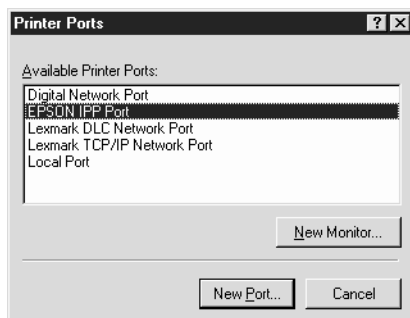 Printer Ports
Available Printer Ports:
Digital Network Port
EPSON IPP Port
Lexmark DLC Network Port
Lexmark TCP/IP Network Port
Local Port
New Monitor...
New Port... Cancel